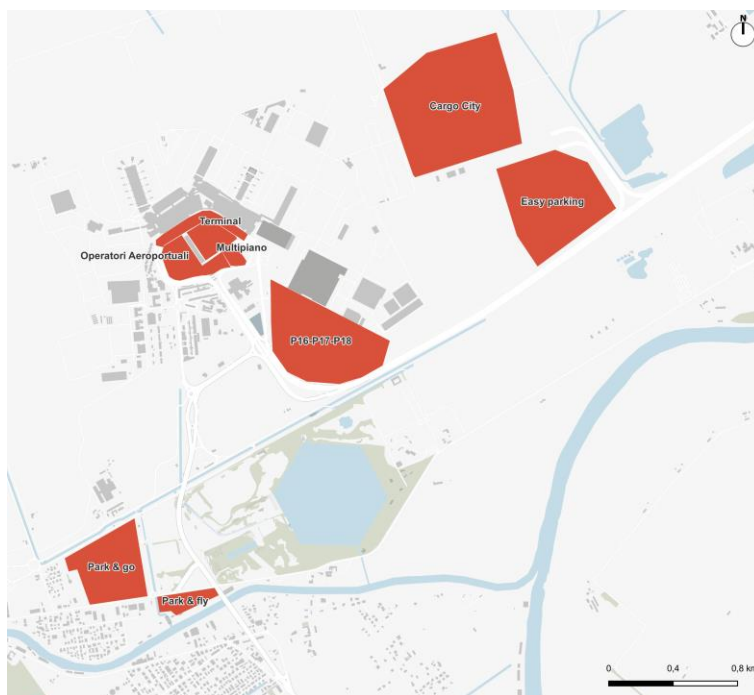 N
Cargo City
Easy parking
Terminal
Multipiano
Operatori Aeroportuali
P16-P17-P18
Park & go
Park & fly
0 0,4 0,8 km